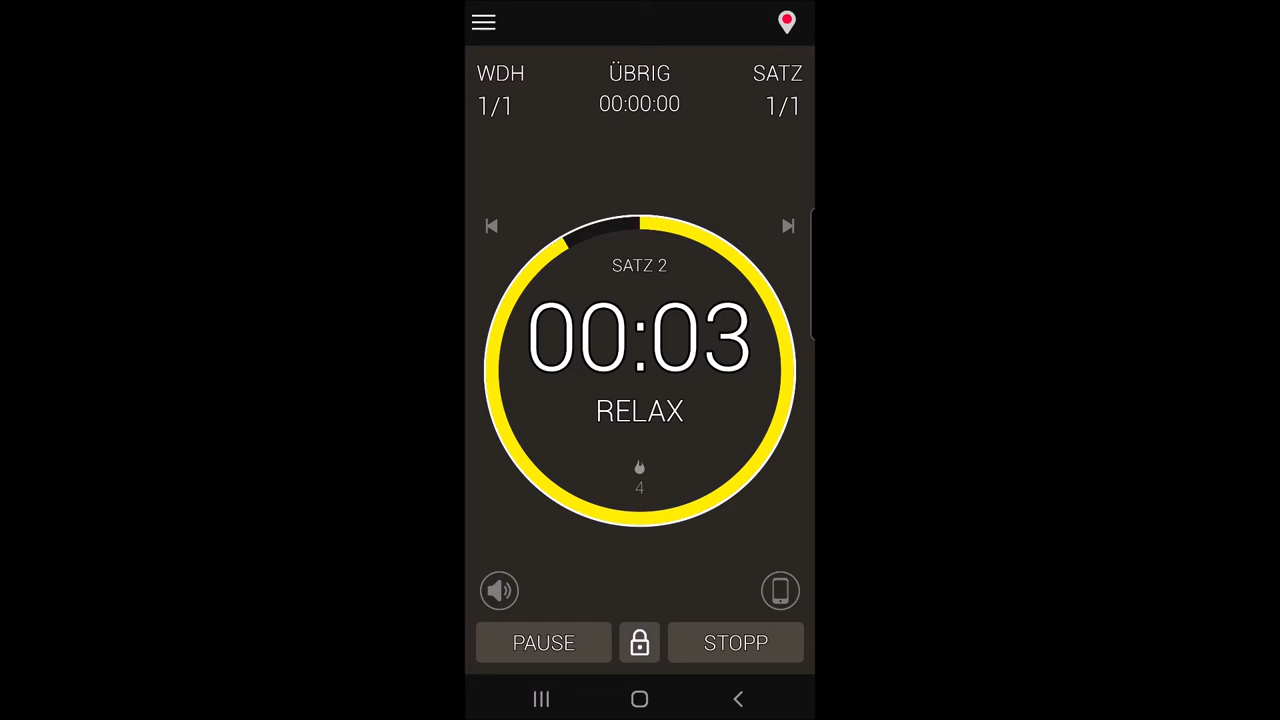 WDH
ÜBRIG
SATZ
1/1
00:00:00
1/1
SATZ 2
00:03
RELAX
4
PAUSE
STOPP